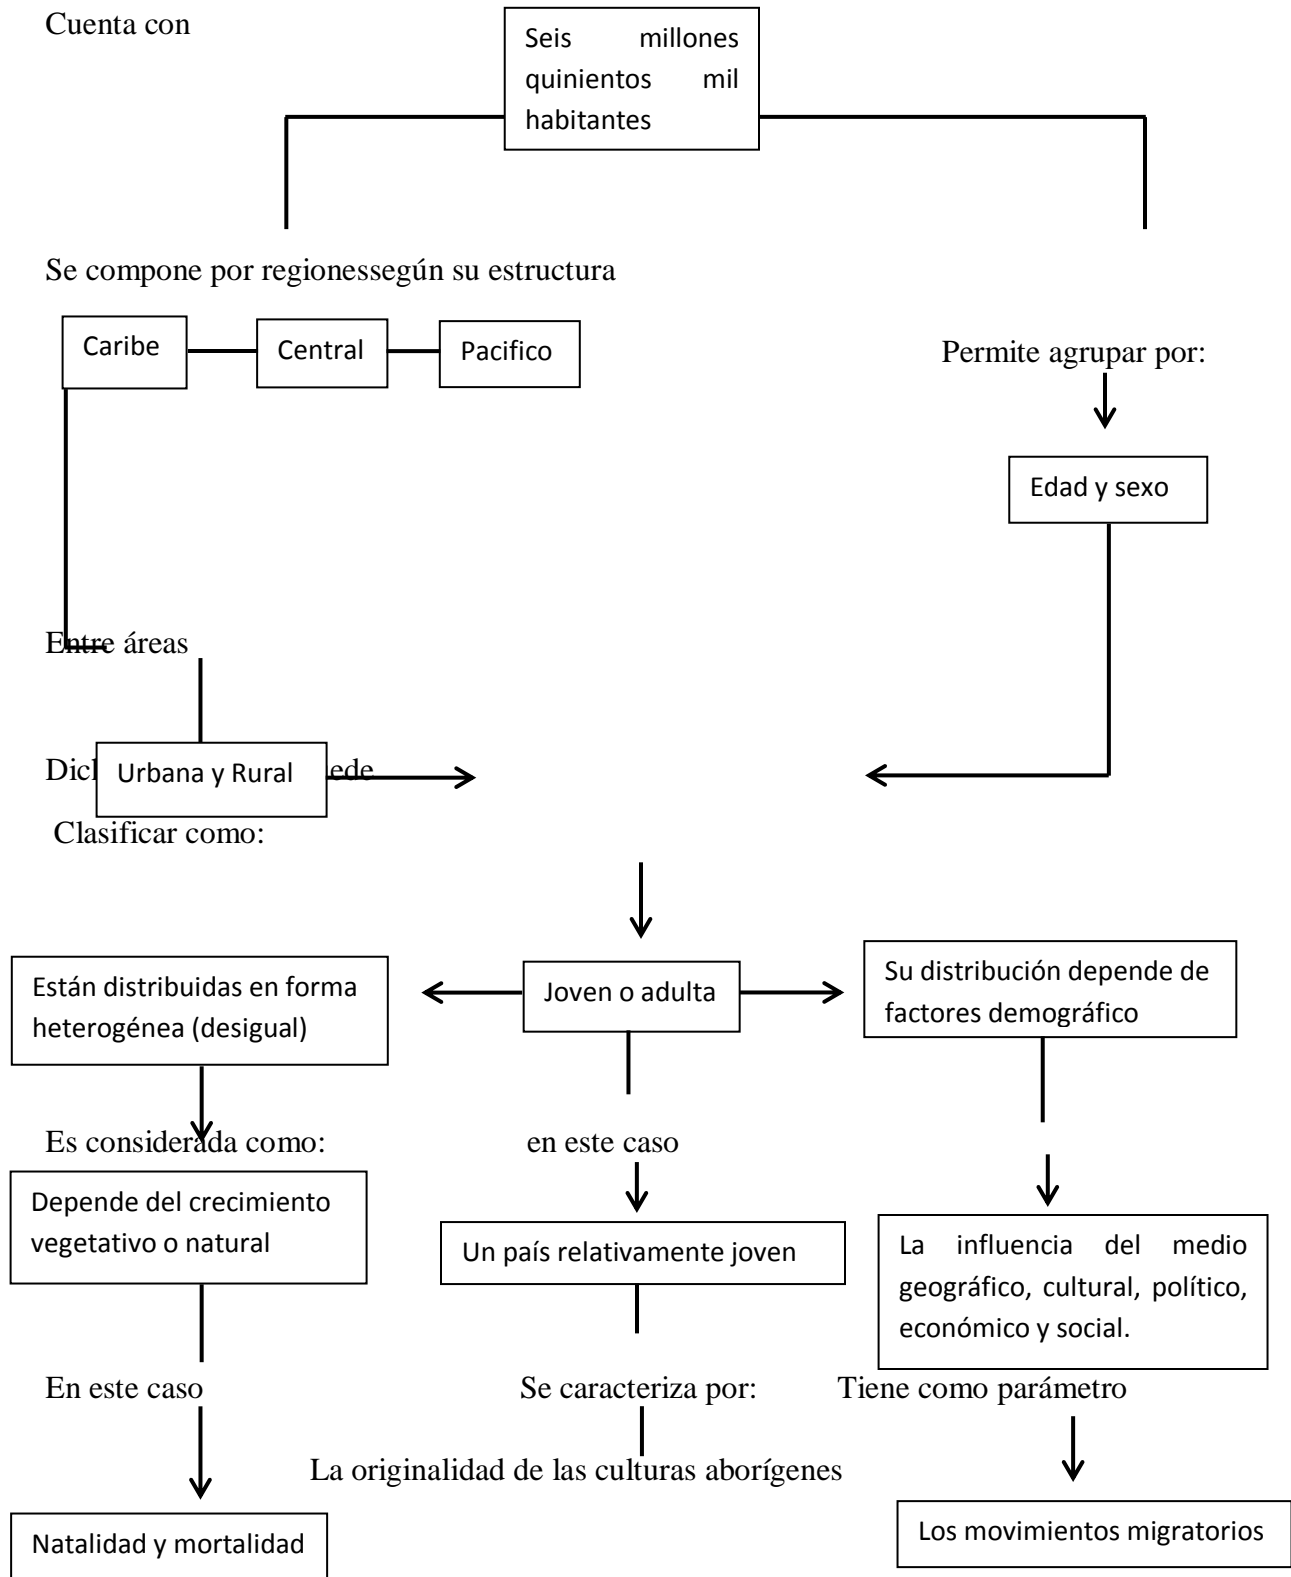 Cuenta con
Seis millones
quinientos mil
habitantes
Se compone por regionessegún su estructura
Caribe
Central
Pacifico
Permite agrupar por:
Edad y sexo
Entre áreas
Urbana y Rural
Clasificar como:
Están distribuidas en forma
heterogénea (desigual)
Joven o adulta
Su distribución depende de
factores demográfico
Es considerada como:
en este caso
Depende del crecimiento
vegetativo o natural
Un país relativamente joven
La influencia del medio
geográfico, cultural, político,
económico y social.
En este caso
Se caracteriza por:
Tiene como parámetro
La originalidad de las culturas aborígenes
Natalidad y mortalidad
Los movimientos migratorios